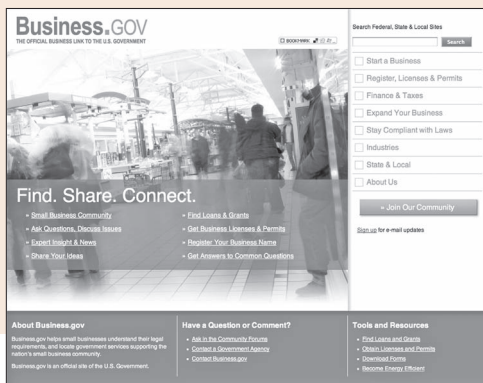 Business.GOV
THE OFFICIAL BUSINESS LINK TO THE U.S. GOVERNMENT
BOOKMARK
Search Federal, State & Local Sites
Search
Start a Business
Register, Licenses & Permits
Finance & Taxes
Expand Your Business
Stay Compliant with Laws
Industries
State & Local
About Us
» Join Our Community
Sign up for e-mail updates
Find. Share. Connect.
» Small Business Community
» Ask Questions, Discuss Issues
» Expert Insight & News
» Share Your Ideas
» Find Loans & Grants
» Get Business Licenses & Permits
» Register Your Business Name
» Get Answers to Common Questions
About Business.gov
Business.gov helps small businesses understand their legal
requirements, and locate government services supporting the
nation's small business community.
Business.gov is an official site of the U.S. Government.
Have a Question or Comment?
• Ask in the Community Forums
• Contact a Government Agency
• Contact Business.gov
Tools and Resources
• Find Loans and Grants
• Obtain Licenses and Permits
• Download Forms
• Become Energy Efficient